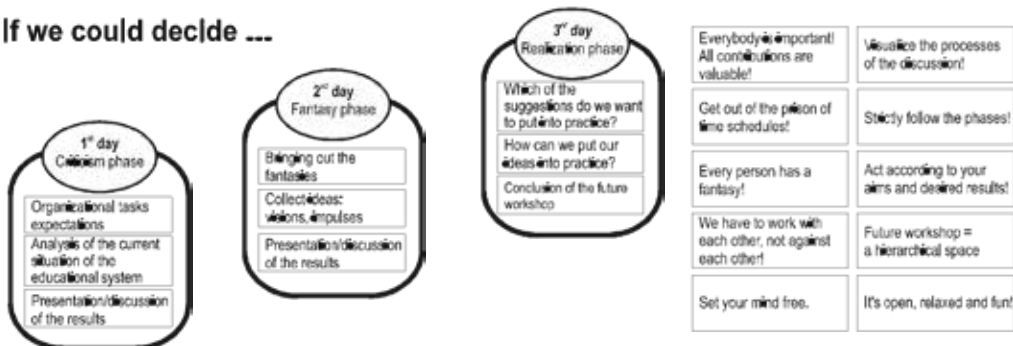 If we could decide ...
1st day
Criticism phase
Organizational tasks
expectations
Analysis of the current
situation of the
educational system
Presentation/discussion
of the results
2nd day
Fantasy phase
Bringing out the
fantasies
Collect ideas:
visions, impulses
Presentation/discussion
of the results
3rd day
Realization phase
Which of the
suggestions do we want
to put into practice?
How can we put our
ideas into practice?
Conclusion of the future
workshop
Everybody is important!
All contributions are
valuable!
Visualize the processes
of the discussion!
Get out of the prison of
time schedules!
Strictly follow the phases!
Every person has a
fantasy!
Act according to your
aims and desired results!
We have to work with
each other, not against
each other!
Future workshop =
a hierarchical space
Set your mind free.
It's open, relaxed and fun!